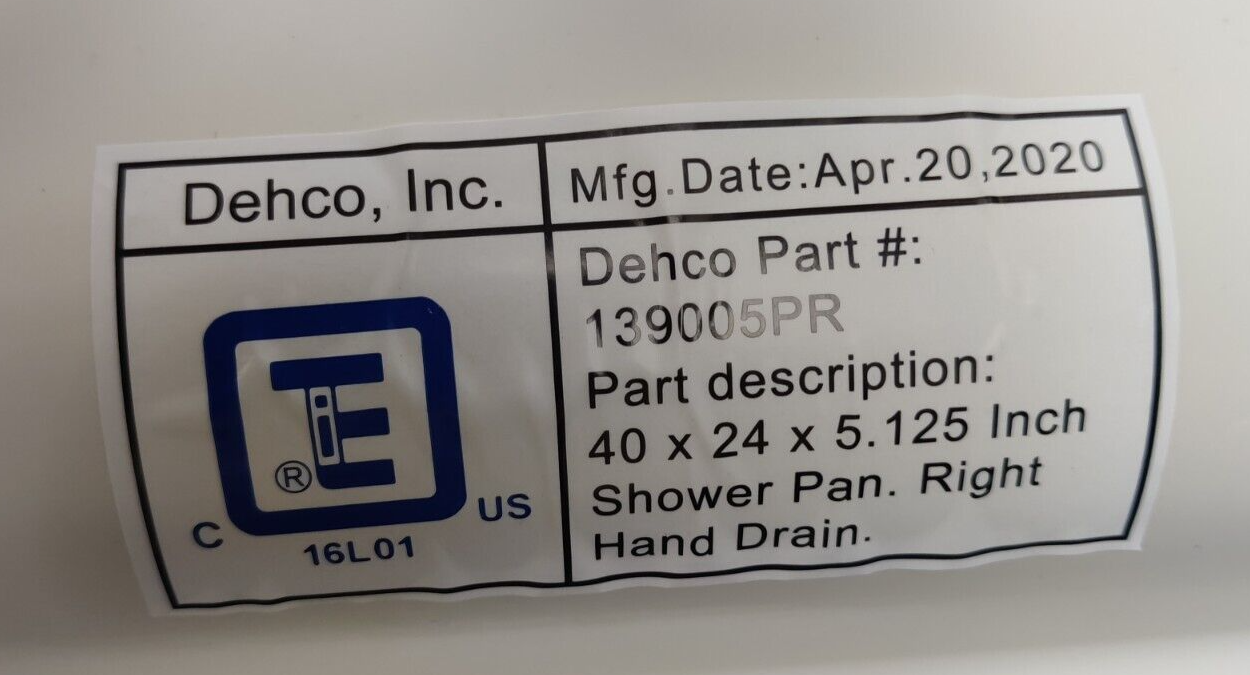 Dehco, Inc.
Mfg.Date:Apr.20,2020
Dehco Part #:
139005PR
Part description:
40 x 24 x 5.125 Inch
Shower Pan. Right
Hand Drain.
TiE
®
C
US
16L01